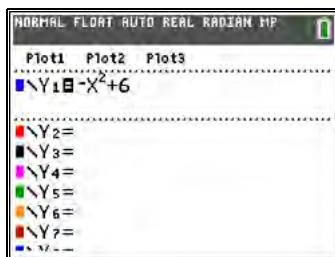 NORMAL FLOAT AUTO REAL RADIAN MP
Plot1 Plot2 Plot3
\Y₁=-X²+6
\Y₂=
\Y₃=
\Y₄=
\Y₅=
\Y₆=
\Y₇=